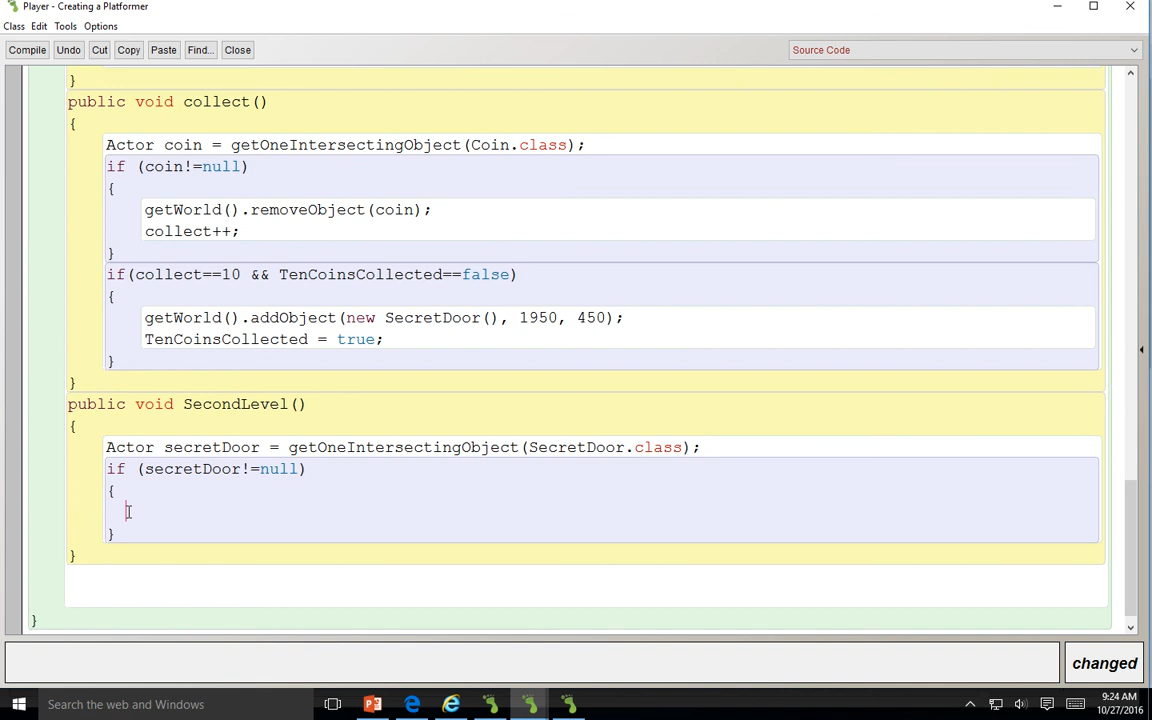 Player - Creating a Platformer
Class Edit Tools Options
Compile Undo Cut Copy Paste Find... Close Source Code
}
public void collect()
{
Actor coin = getOneIntersectingObject(Coin.class);
if (coin!=null)
{
getWorld().removeObject(coin);
collect++;
}
if(collect==10 && TenCoinsCollected==false)
{
getWorld().addObject(new SecretDoor(), 1950, 450);
TenCoinsCollected = true;
}
}
public void SecondLevel()
{
Actor secretDoor = getOneIntersectingObject(SecretDoor.class);
if (secretDoor!=null)
{
}
}
}
changed
Search the web and Windows
9:24 AM
10/27/2016